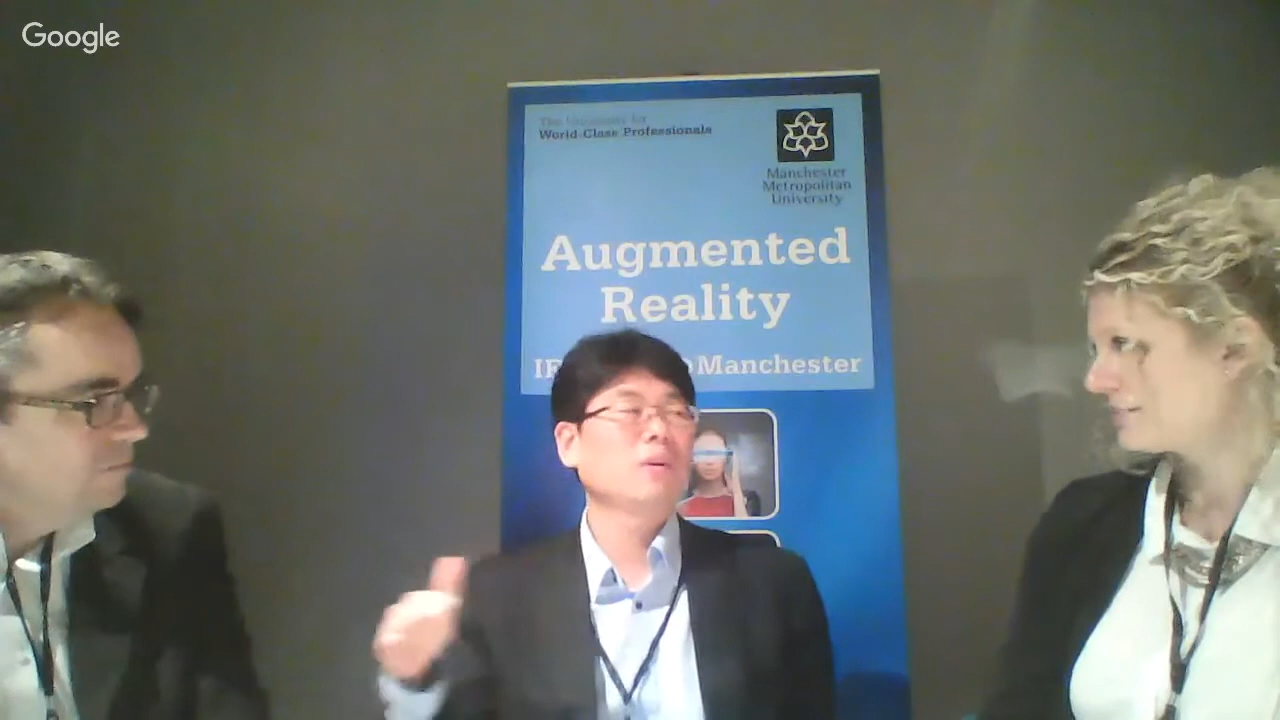 Google
The University for
World-Class Professionals
Manchester
Metropolitan
University
Augmented
Reality
Manchester